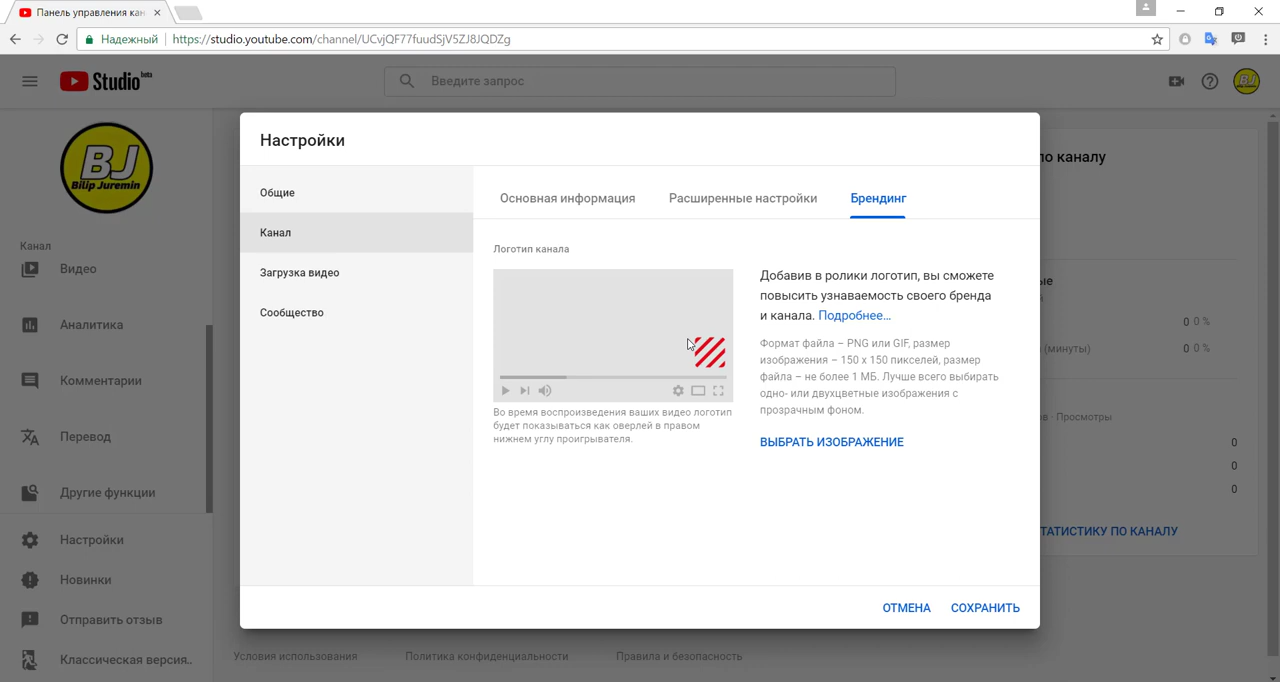 Панель управления кан
Надежный
https://studio.youtube.com/channel/UCvjQF77fuudSjV5ZJ8JQDZg
Studio beta
Введите запрос
BJ
BJ
Bilip Juremin
Канал
Видео
Аналитика
Комментарии
Перевод
Другие функции
Настройки
Новинки
Отправить отзыв
Классическая версия..
Настройки
Общие
Канал
Загрузка видео
Сообщество
Основная информация
Расширенные настройки
Брендинг
Логотип канала
Во время воспроизведения ваших видео логотип
будет показываться как оверлей в правом
нижнем углу проигрывателя.
Добавив в ролики логотип, вы сможете
повысить узнаваемость своего бренда
и канала. Подробнее…
Формат файла – PNG или GIF, размер
изображения – 150 x 150 пикселей, размер
файла – не более 1 МБ. Лучше всего выбирать
одно- или двухцветные изображения с
прозрачным фоном.
ВЫБРАТЬ ИЗОБРАЖЕНИЕ
ОТМЕНА
СОХРАНИТЬ
по каналу
ые
0 0 %
(минуты) 0 0 %
ов · Просмотры
0
0
0
ТАТИСТИКУ ПО КАНАЛУ
Условия использования
Политика конфиденциальности
Правила и безопасность